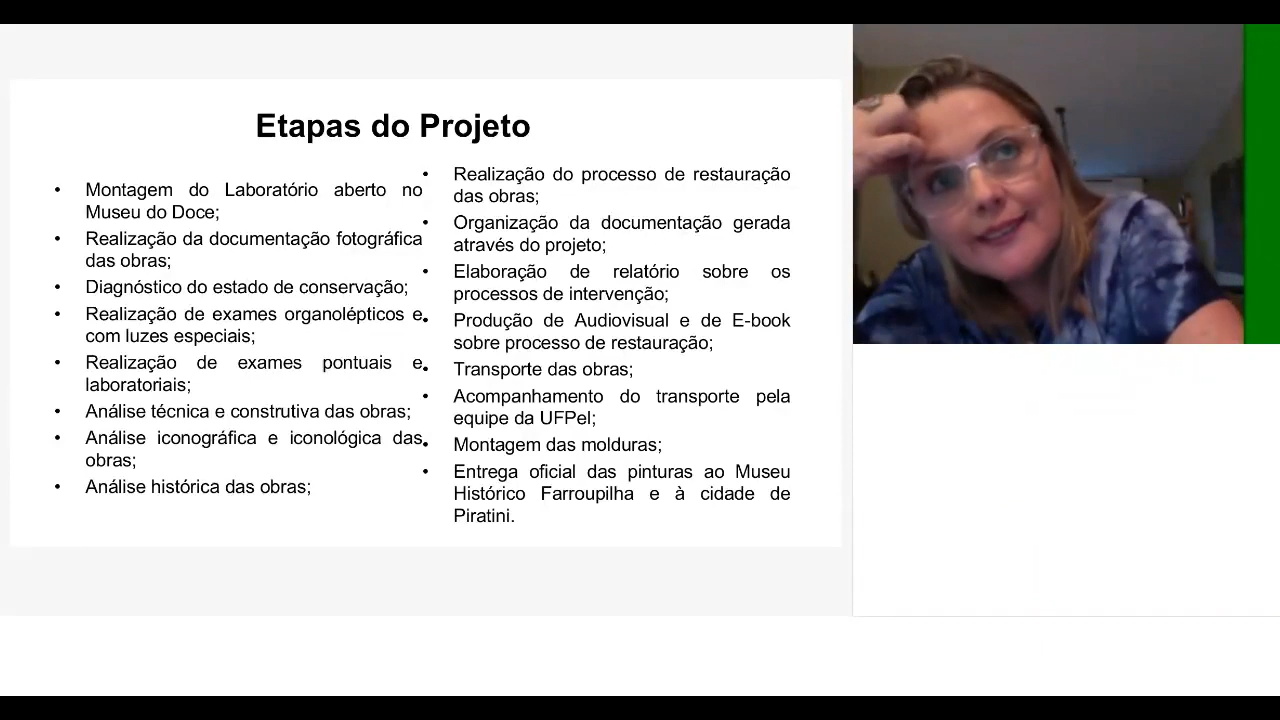 Etapas do Projeto
• Montagem do Laboratório aberto no
Museu do Doce;
• Realização da documentação fotográfica
das obras;
• Diagnóstico do estado de conservação;
• Realização de exames organolépticos e
com luzes especiais;
• Realização de exames pontuais e
laboratoriais;
• Análise técnica e construtiva das obras;
• Análise iconográfica e iconológica das
obras;
• Análise histórica das obras;
• Realização do processo de restauração
das obras;
• Organização da documentação gerada
através do projeto;
• Elaboração de relatório sobre os
processos de intervenção;
• Produção de Audiovisual e de E-book
sobre processo de restauração;
• Transporte das obras;
• Acompanhamento do transporte pela
equipe da UFPel;
• Montagem das molduras;
• Entrega oficial das pinturas ao Museu
Histórico Farroupilha e à cidade de
Piratini.